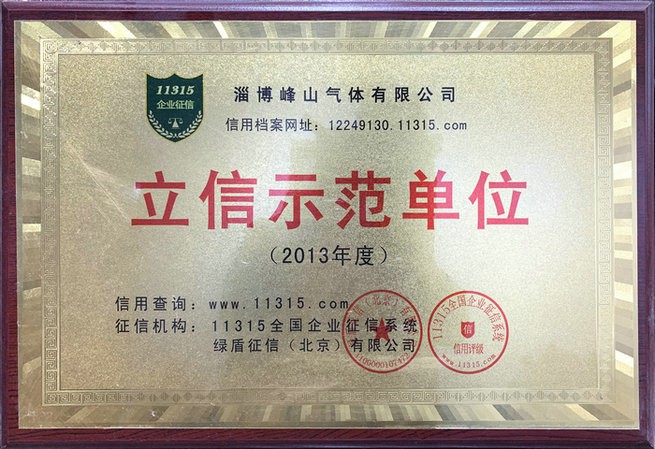 11315
企业征信
淄博峰山气体有限公司
信用档案网址：12249130.11315.com
立信示范单位
（2013年度）
信用查询：www.11315.com
征信机构：11315全国企业征信系统
绿盾征信（北京）有限公司
11315全国企业征信系统
信
信用评级
www.11315.com